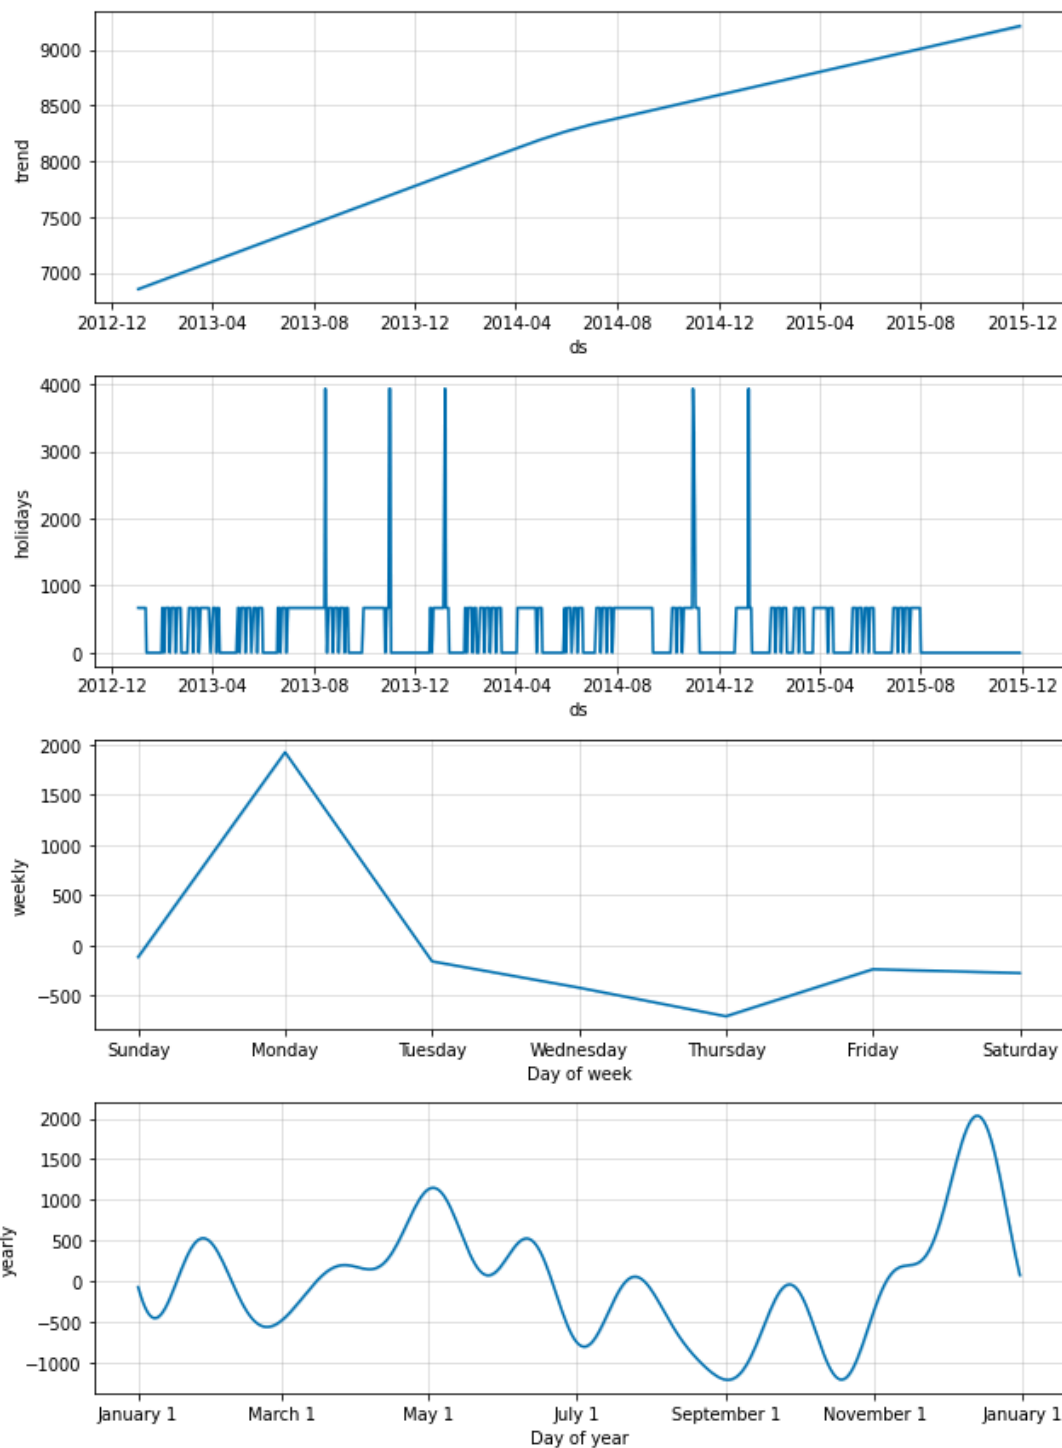 9000
8500
8000
7500
7000
trend
2012-12 2013-04 2013-08 2013-12 2014-04 2014-08 2014-12 2015-04 2015-08 2015-12
ds
4000
3000
2000
1000
0
holidays
2012-12 2013-04 2013-08 2013-12 2014-04 2014-08 2014-12 2015-04 2015-08 2015-12
ds
2000
1500
1000
500
0
−500
weekly
Sunday Monday Tuesday Wednesday Thursday Friday Saturday
Day of week
2000
1500
1000
500
0
−500
−1000
yearly
January 1 March 1 May 1 July 1 September 1 November 1 January 1
Day of year